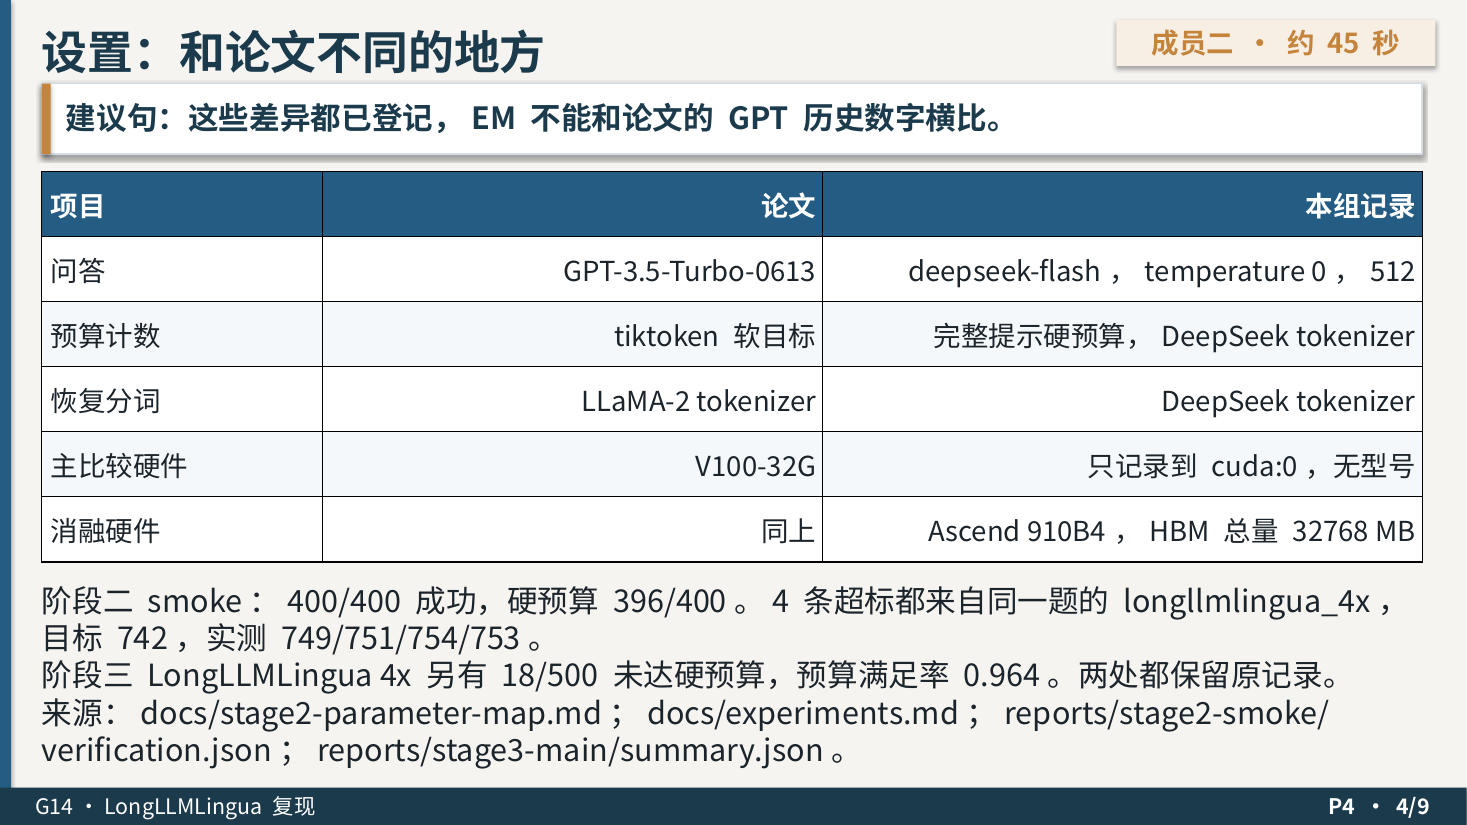 设置：和论文不同的地方
成员二 · 约 45 秒
建议句：这些差异都已登记，EM 不能和论文的 GPT 历史数字横比。
项目 论文 本组记录
问答 GPT-3.5-Turbo-0613 deepseek-flash，temperature 0，512
预算计数 tiktoken 软目标 完整提示硬预算，DeepSeek tokenizer
恢复分词 LLaMA-2 tokenizer DeepSeek tokenizer
主比较硬件 V100-32G 只记录到 cuda:0，无型号
消融硬件 同上 Ascend 910B4，HBM 总量 32768 MB
阶段二 smoke：400/400 成功，硬预算 396/400。4 条超标都来自同一题的 longllmlingua_4x，
目标 742，实测 749/751/754/753。
阶段三 LongLLMLingua 4x 另有 18/500 未达硬预算，预算满足率 0.964。两处都保留原记录。
来源：docs/stage2-parameter-map.md；docs/experiments.md；reports/stage2-smoke/
verification.json；reports/stage3-main/summary.json。
G14 · LongLLMLingua 复现
P4 · 4/9